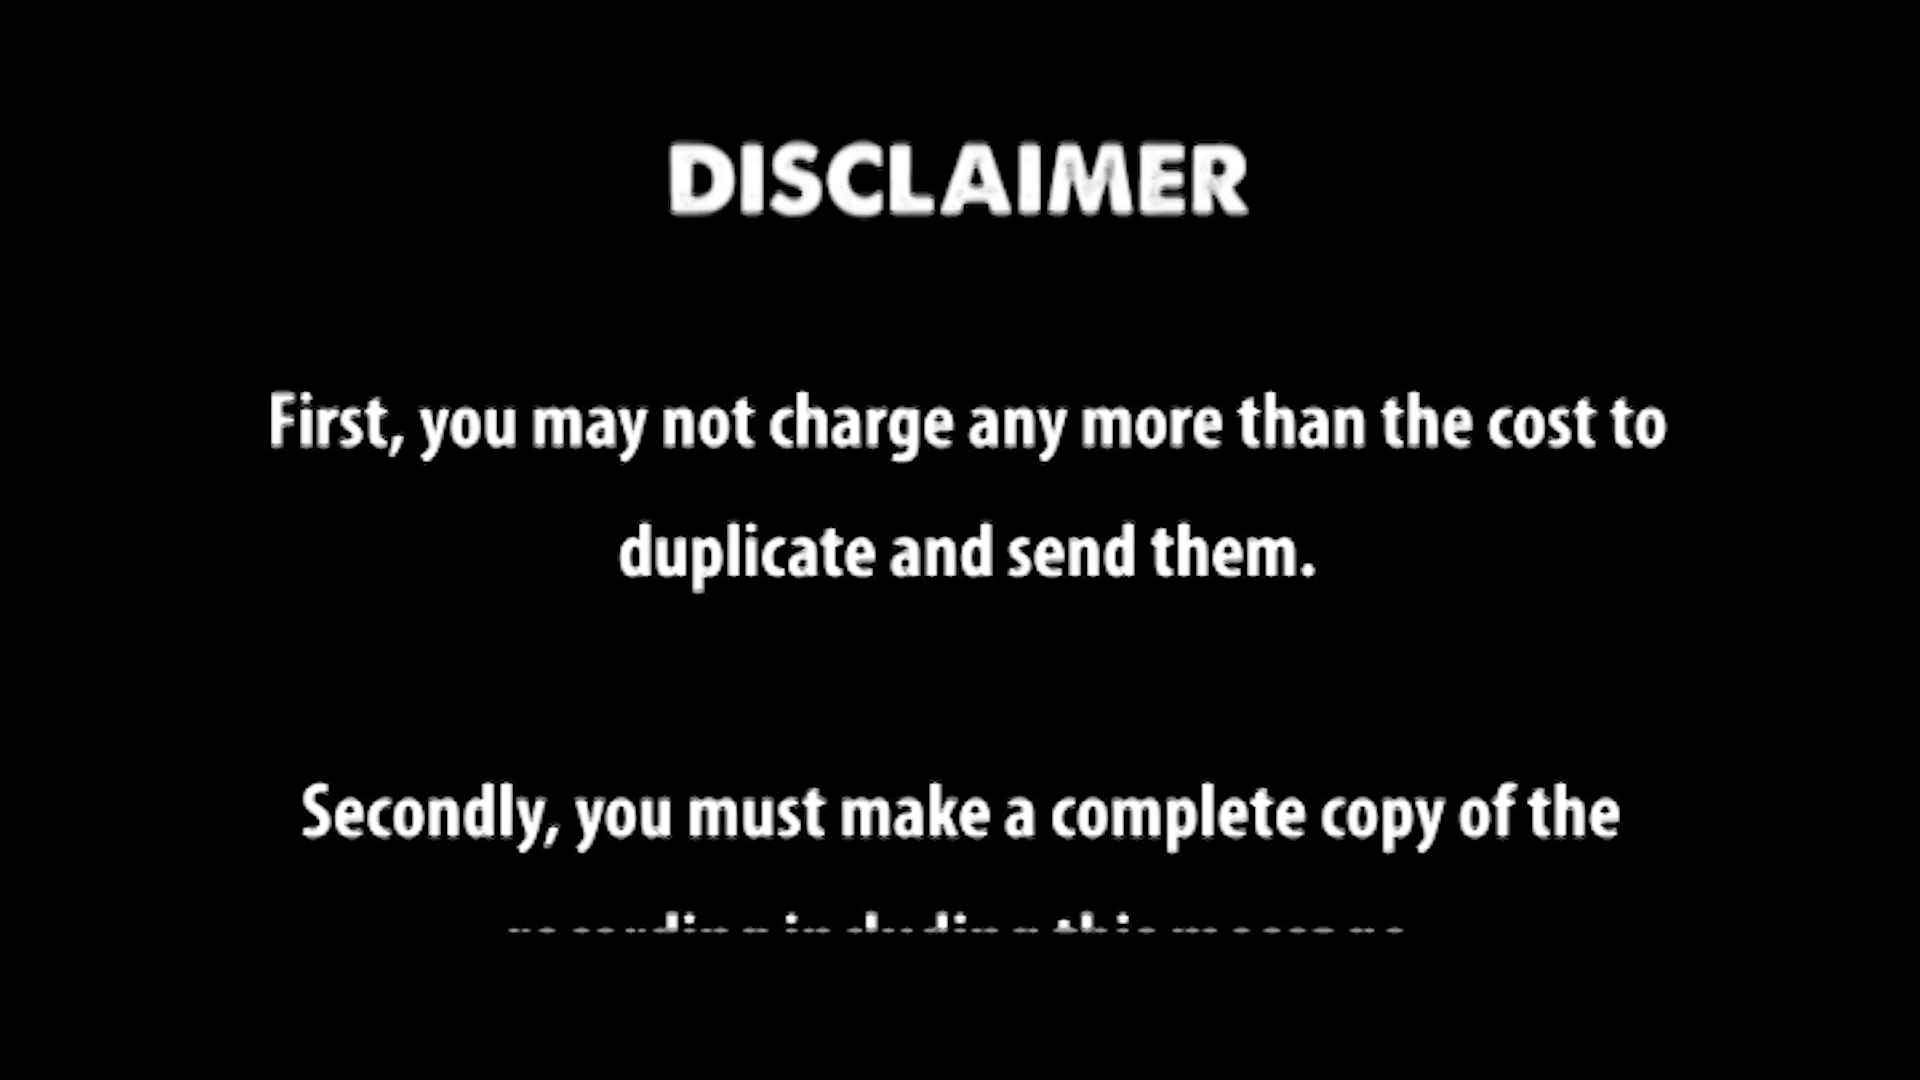 DISCLAIMER
First, you may not charge any more than the cost to
duplicate and send them.
Secondly, you must make a complete copy of the